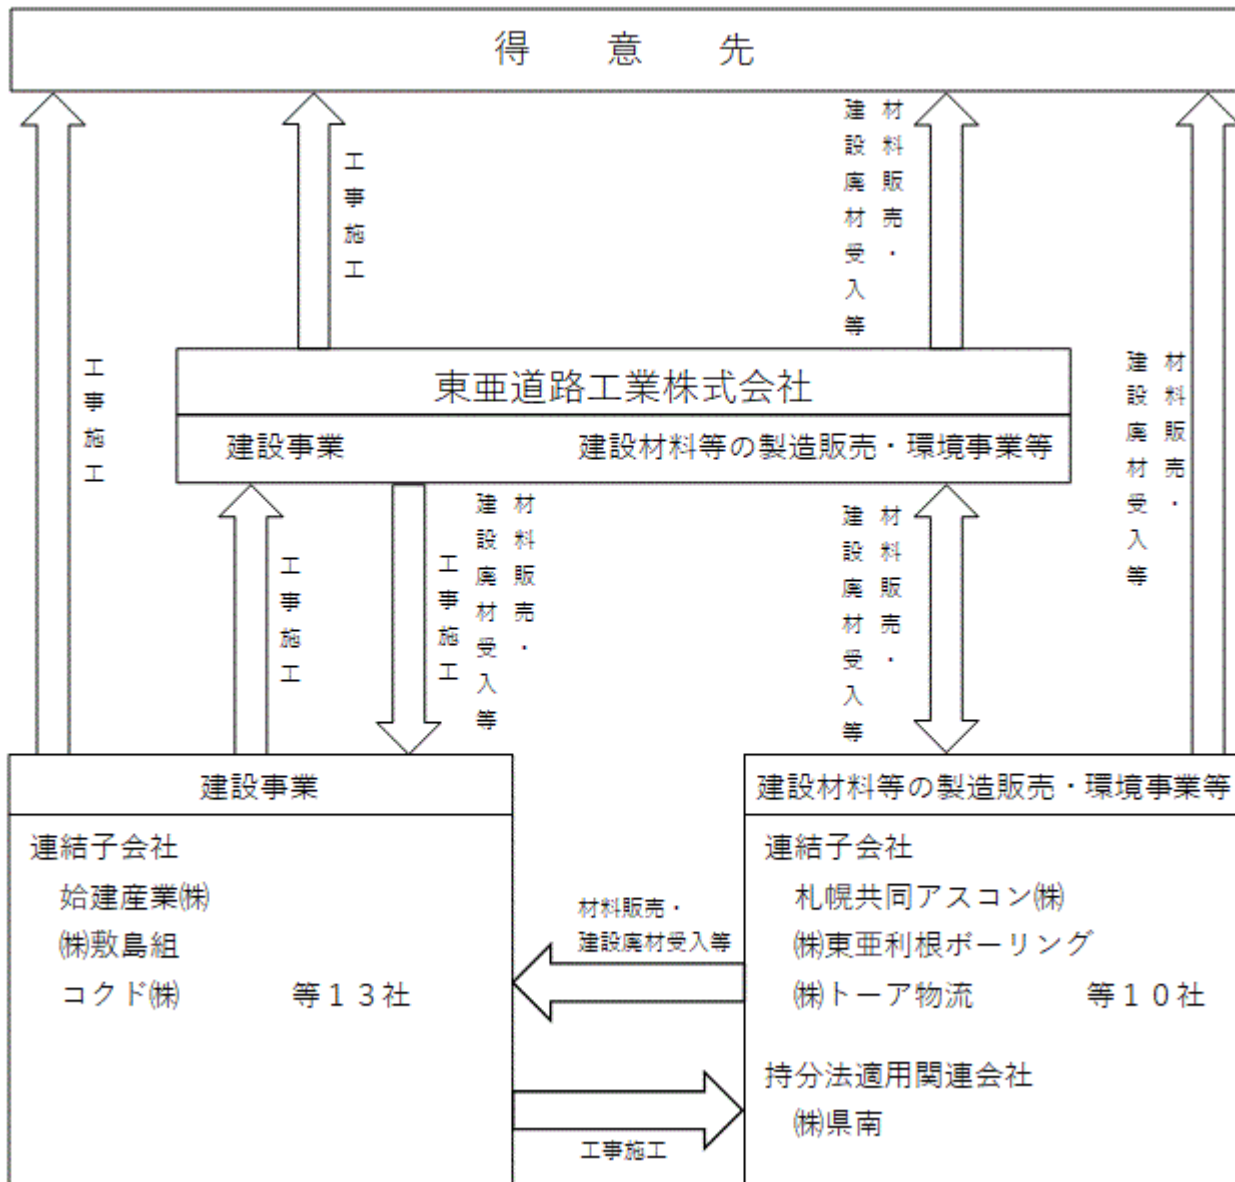 得意先
工事施工
材料販売・
建設廃材受入等
工事施工
材料販売・
建設廃材受入等
東亜道路工業株式会社
建設事業
建設材料等の製造販売・環境事業等
工事施工
工事施工
材料販売・
建設廃材受入等
材料販売・
建設廃材受入等
建設事業
連結子会社
始建産業㈱
㈱敷島組
コクド㈱ 等13社
材料販売・
建設廃材受入等
工事施工
建設材料等の製造販売・環境事業等
連結子会社
札幌共同アスコン㈱
㈱東亜利根ボーリング
㈱トーア物流 等10社
持分法適用関連会社
㈱県南